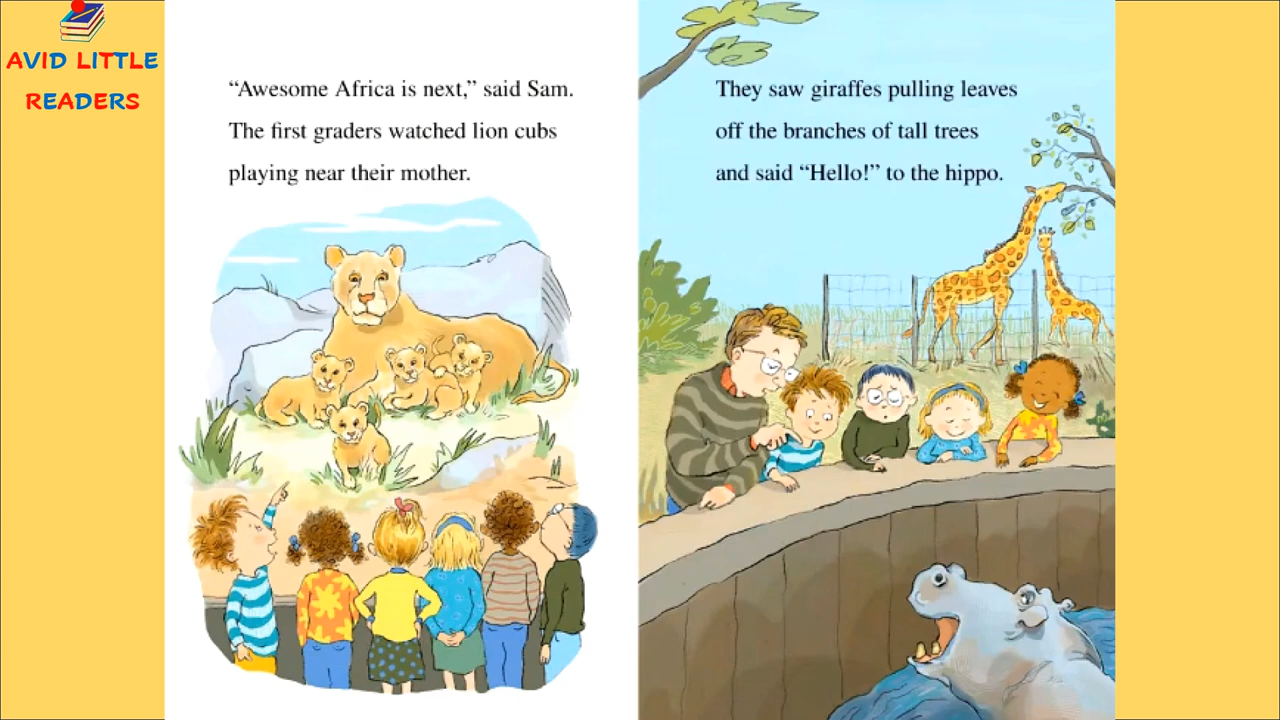 AVID LITTLE
READERS
“Awesome Africa is next,” said Sam.
The first graders watched lion cubs
playing near their mother.
They saw giraffes pulling leaves
off the branches of tall trees
and said “Hello!” to the hippo.